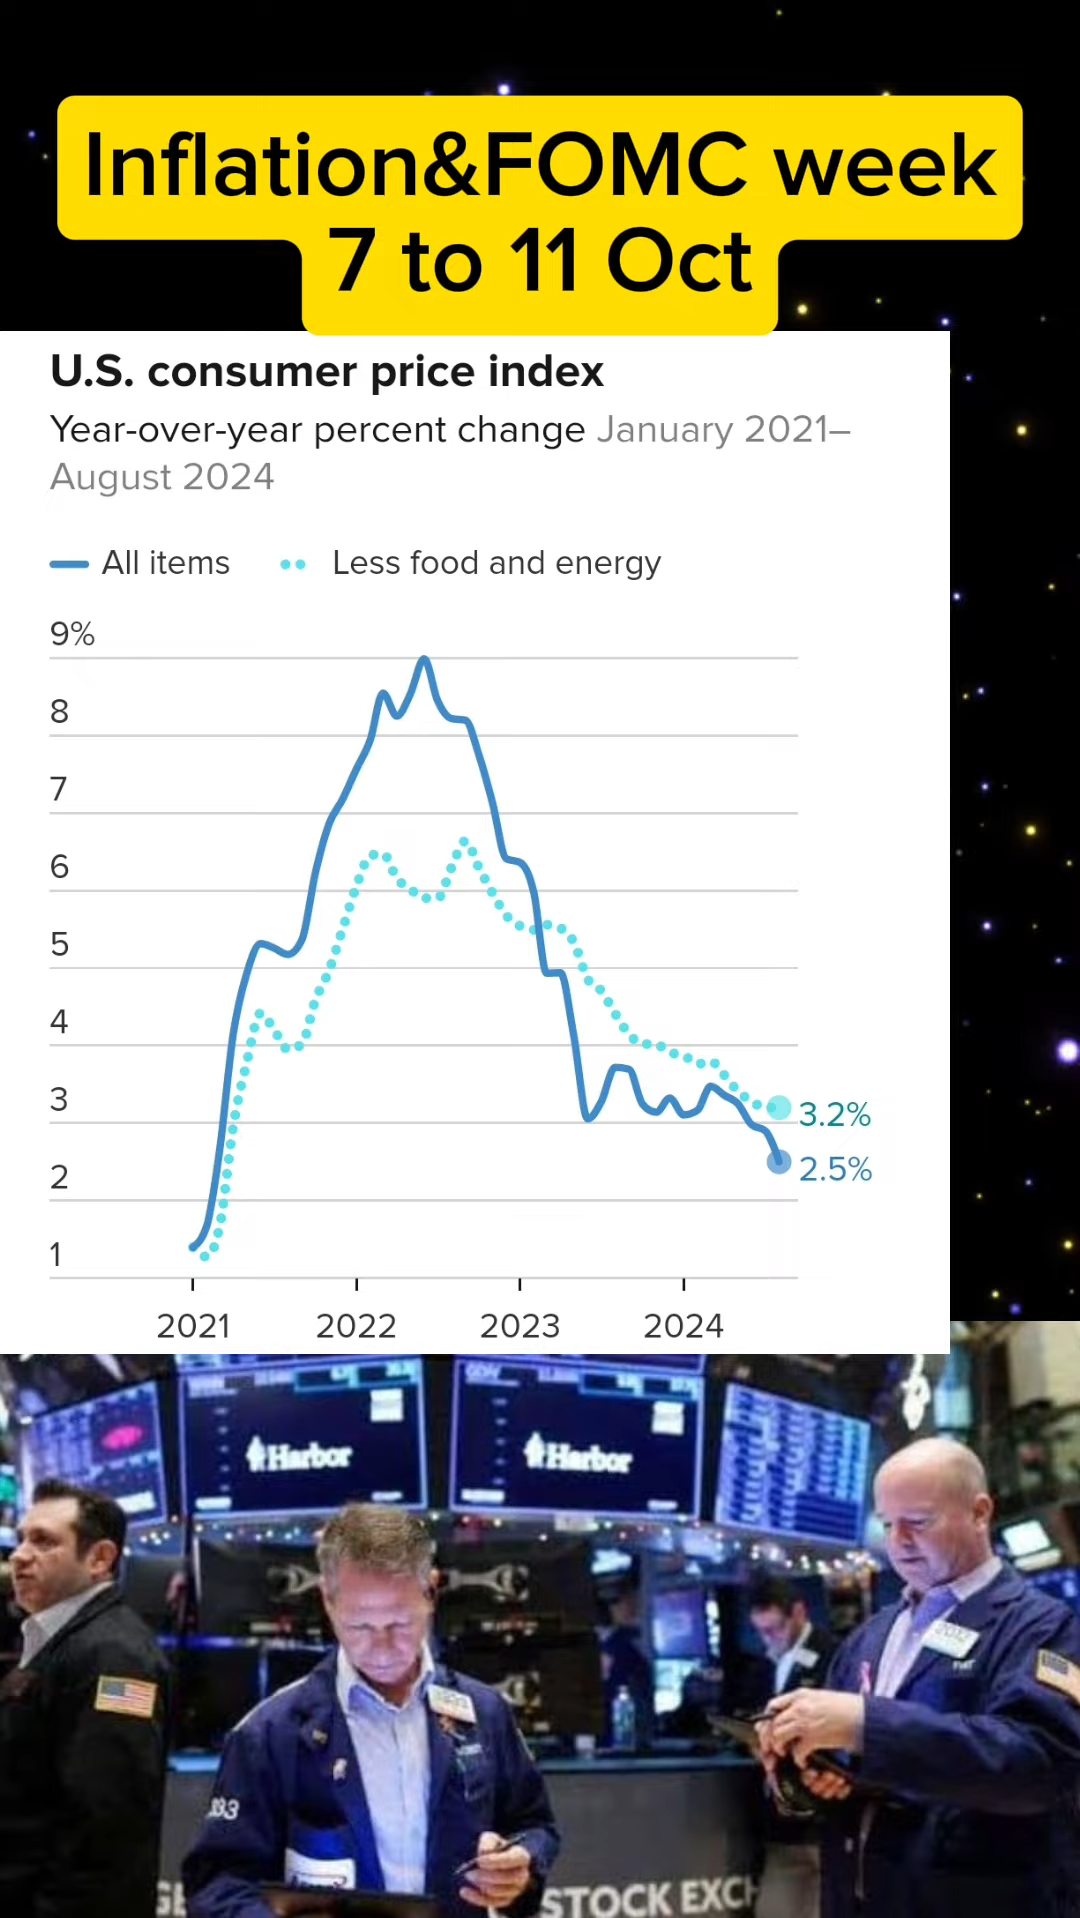 Inflation&FOMC week
7 to 11 Oct
U.S. consumer price index
Year-over-year percent change January 2021–
August 2024
All items Less food and energy
9%
8
7
6
5
4
3
3.2%
2.5%
2
1
2021 2022 2023 2024
Harbor Harbor
STOCK EXCH